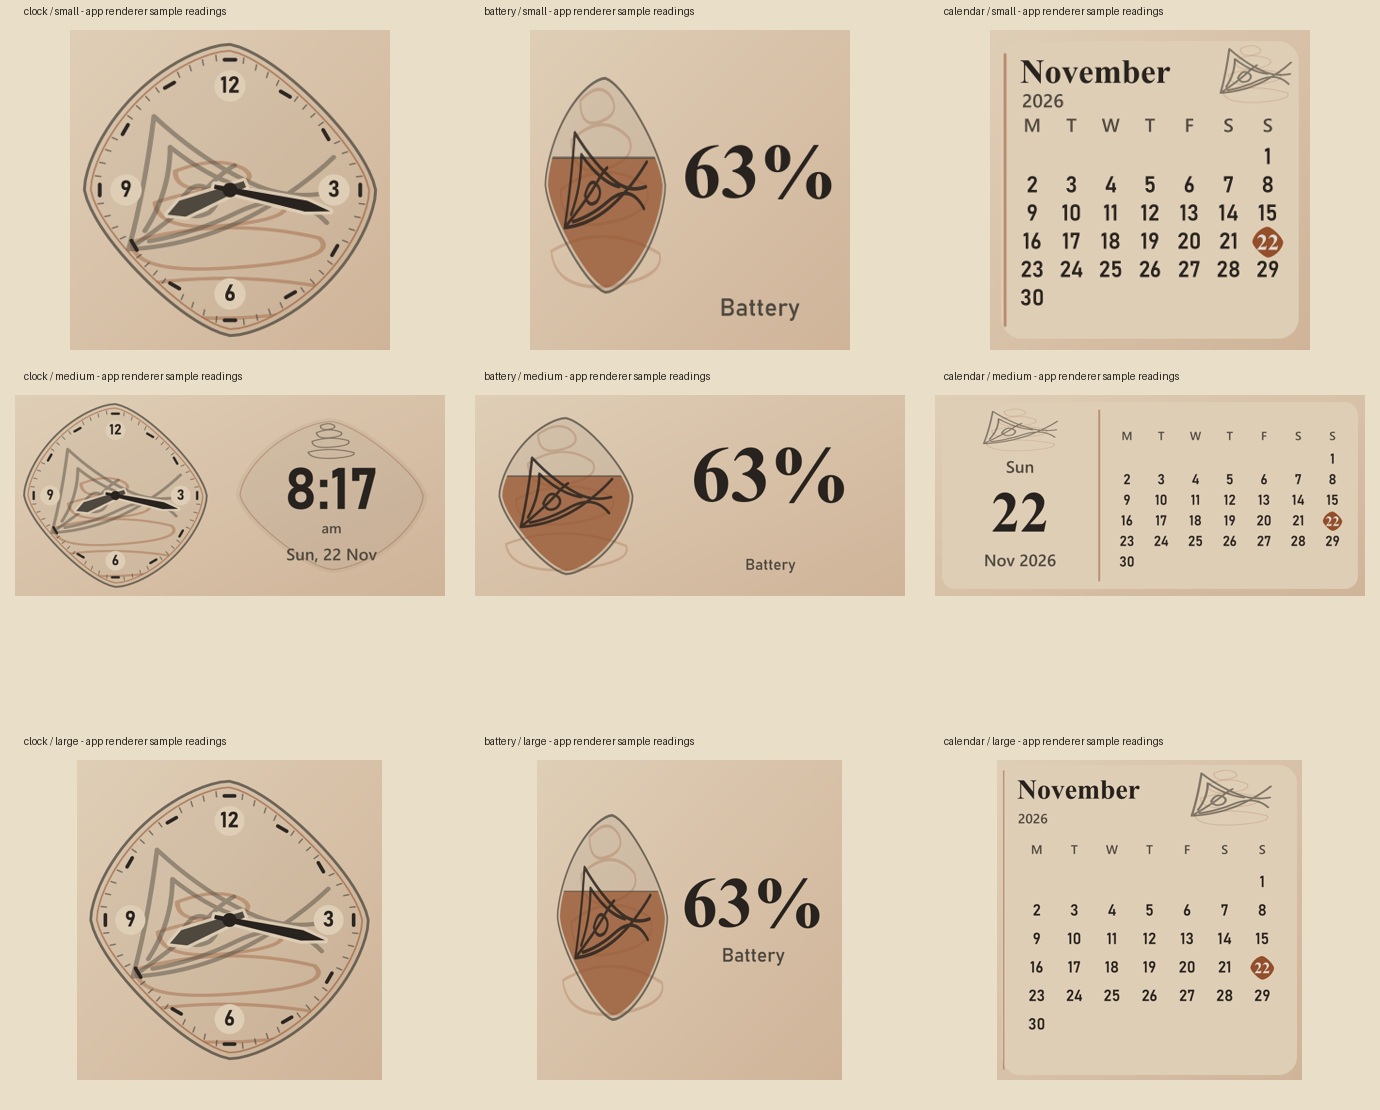 clock / small - app renderer sample readings
12
9
3
6
battery / small - app renderer sample readings
63%
Battery
calendar / small - app renderer sample readings
November
2026
M T W T F S S
1
2 3 4 5 6 7 8
9 10 11 12 13 14 15
16 17 18 19 20 21 22
23 24 25 26 27 28 29
30
clock / medium - app renderer sample readings
12
9
3
6
8:17
am
Sun, 22 Nov
battery / medium - app renderer sample readings
63%
Battery
calendar / medium - app renderer sample readings
Sun
22
Nov 2026
M T W T F S S
1
2 3 4 5 6 7 8
9 10 11 12 13 14 15
16 17 18 19 20 21 22
23 24 25 26 27 28 29
30
clock / large - app renderer sample readings
12
9
3
6
battery / large - app renderer sample readings
63%
Battery
calendar / large - app renderer sample readings
November
2026
M T W T F S S
1
2 3 4 5 6 7 8
9 10 11 12 13 14 15
16 17 18 19 20 21 22
23 24 25 26 27 28 29
30